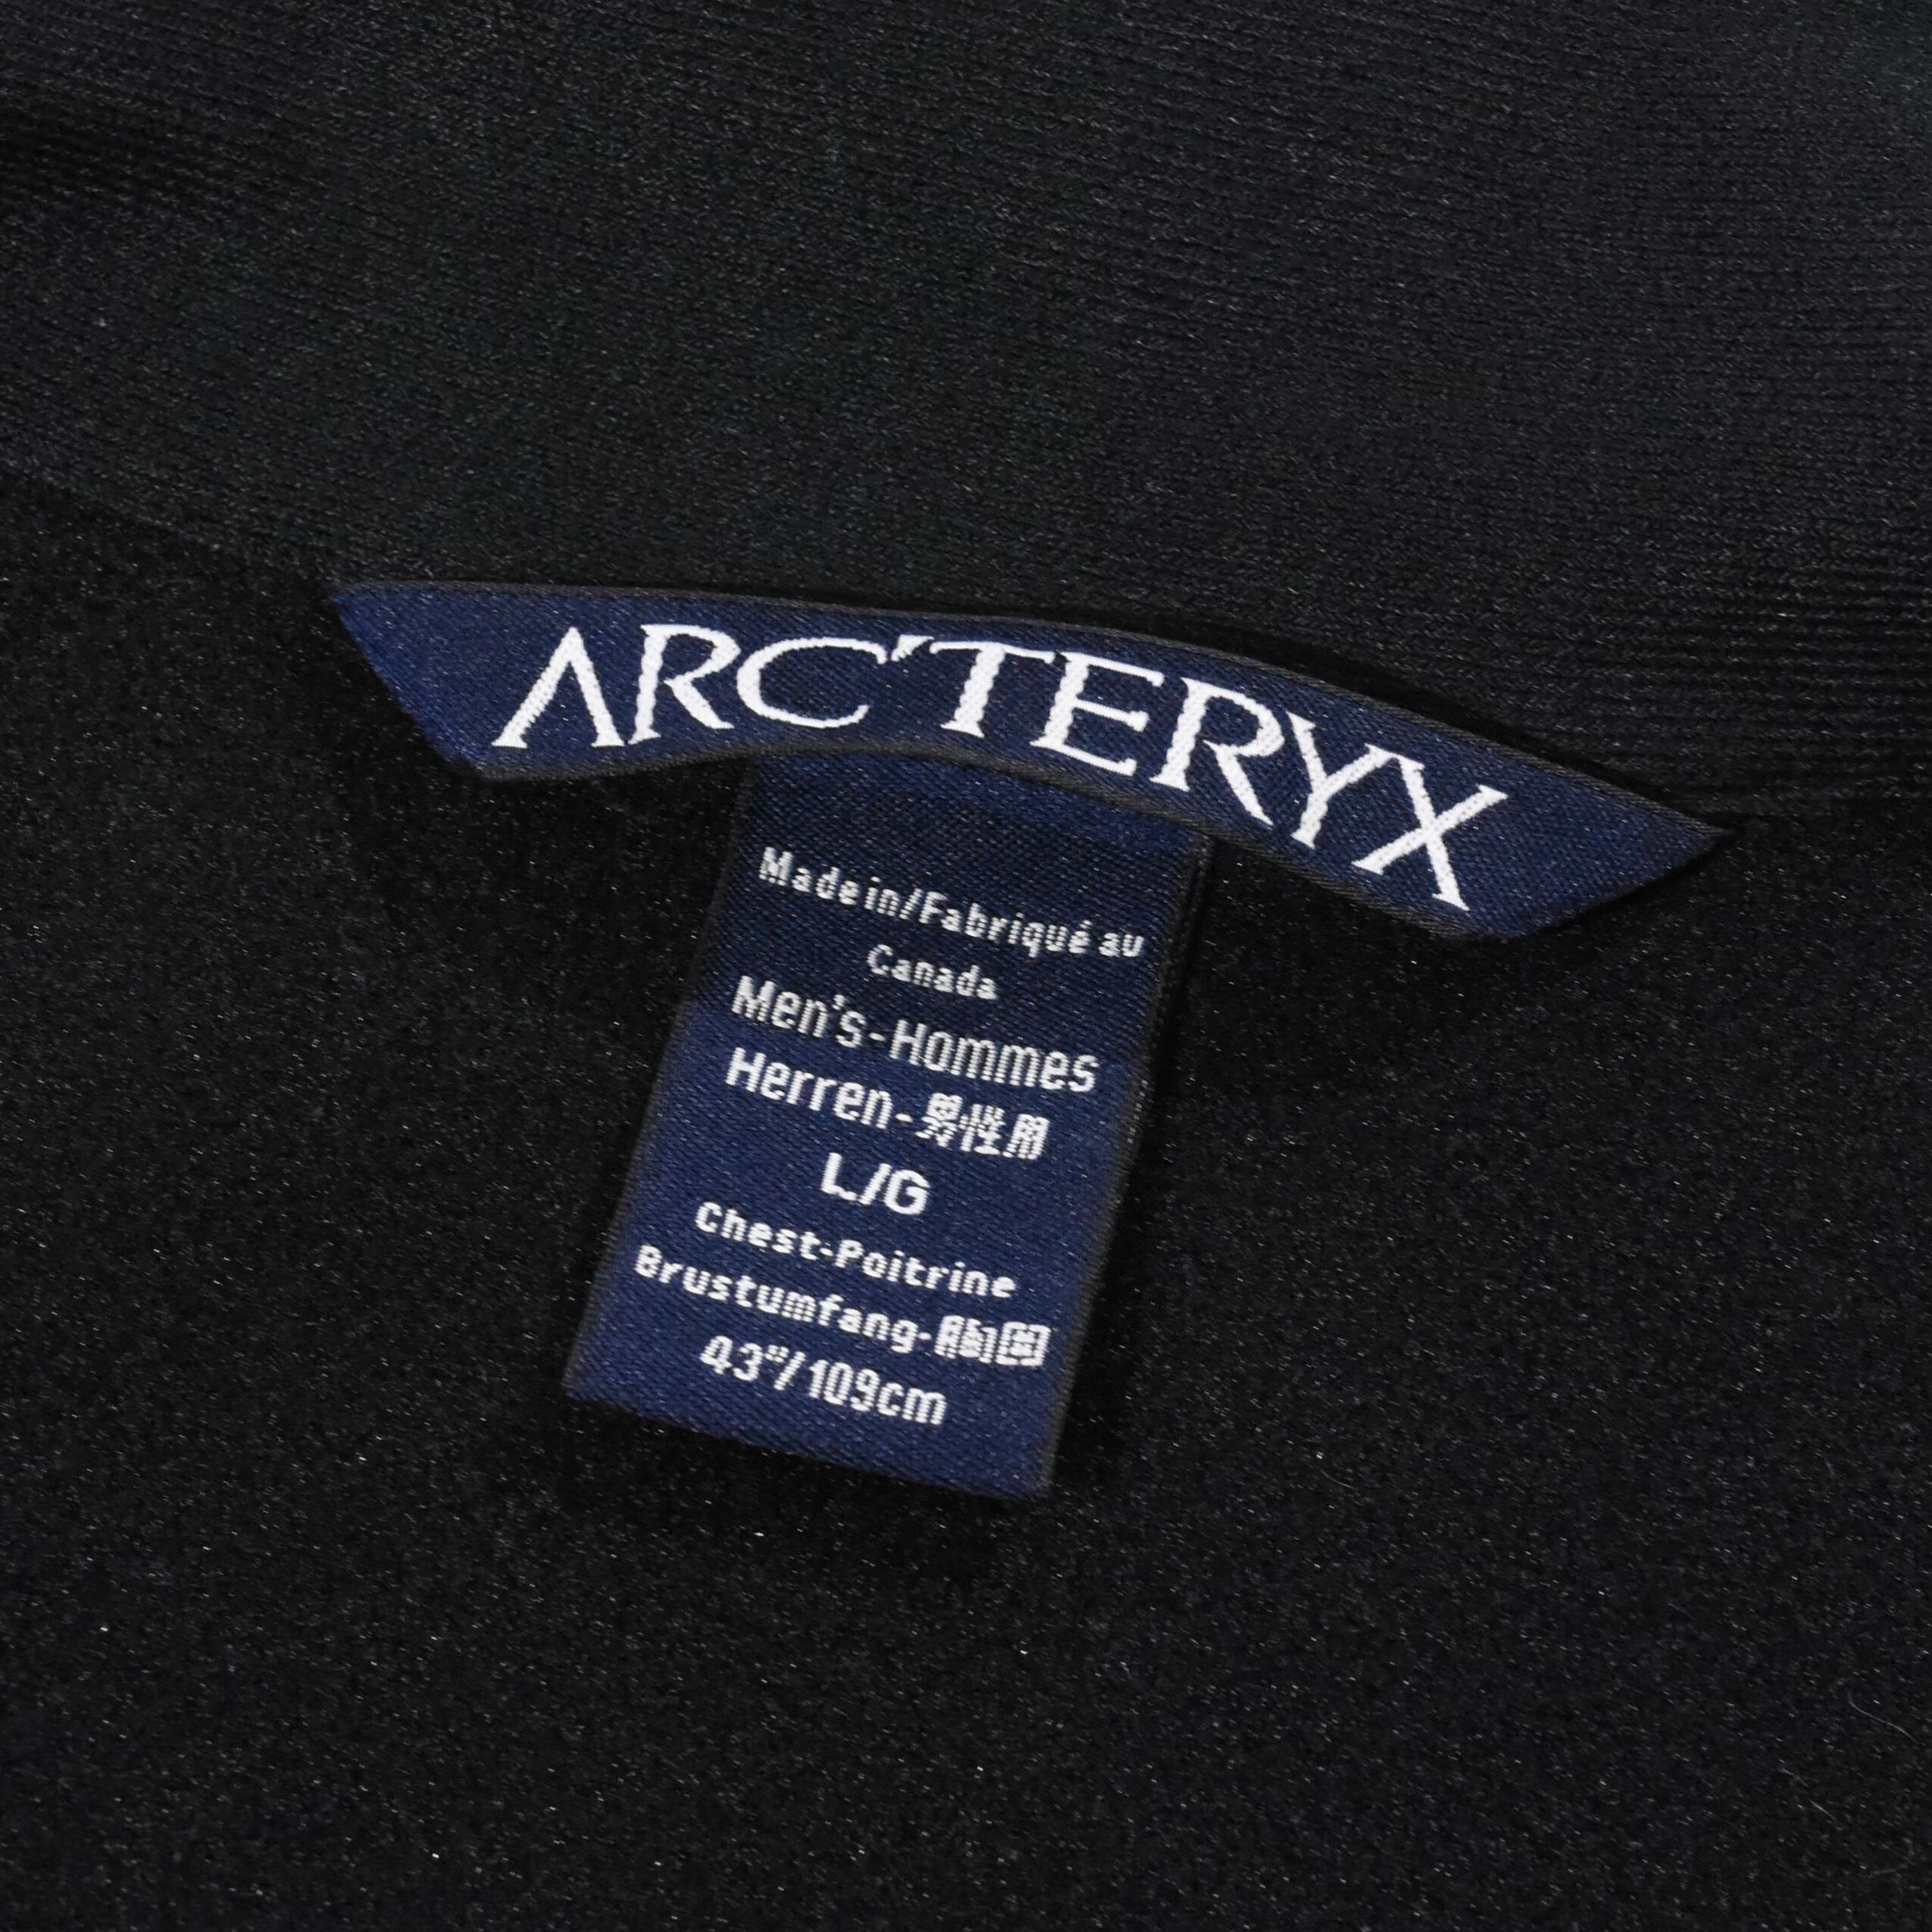 ARC'TERYX
Made in/Fabriqué au
Canada
Men's-Hommes
Herren-男性用
L/G
Chest-Poitrine
Brustumfang-胸囲
43"/109cm